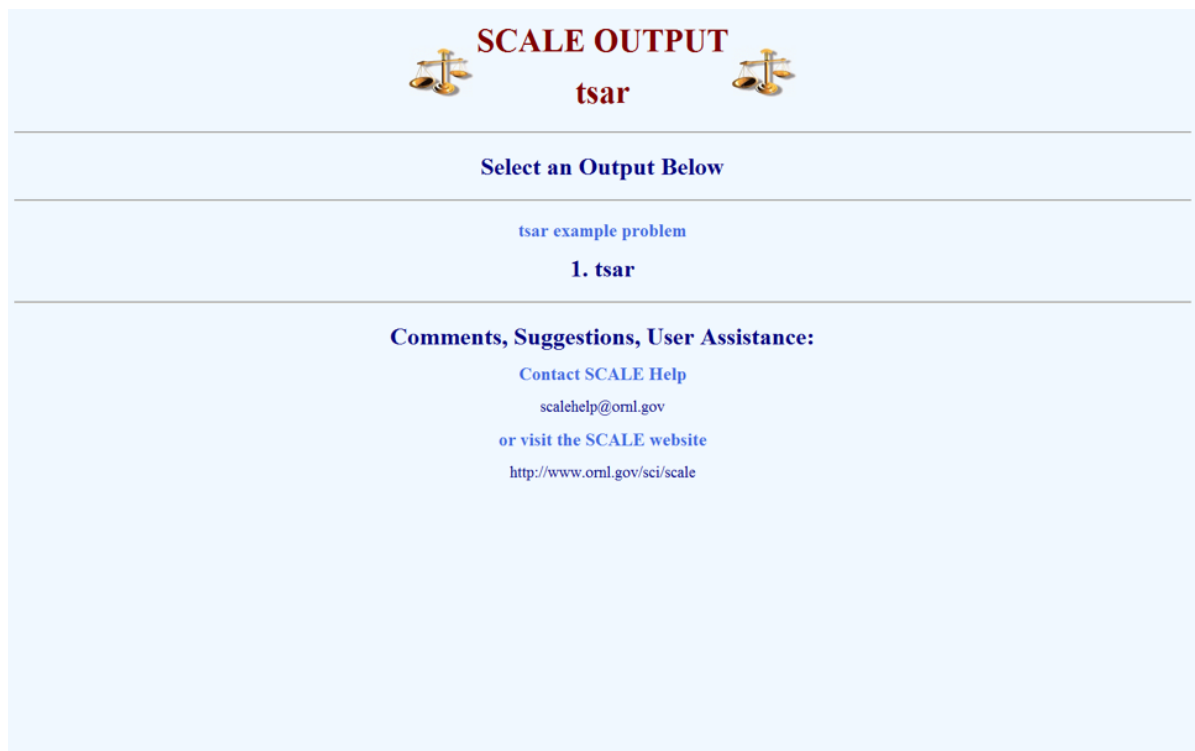 SCALE OUTPUT
tsar
Select an Output Below
tsar example problem
1. tsar
Comments, Suggestions, User Assistance:
Contact SCALE Help
scalehelp@ornl.gov
or visit the SCALE website
http://www.ornl.gov/sci/scale